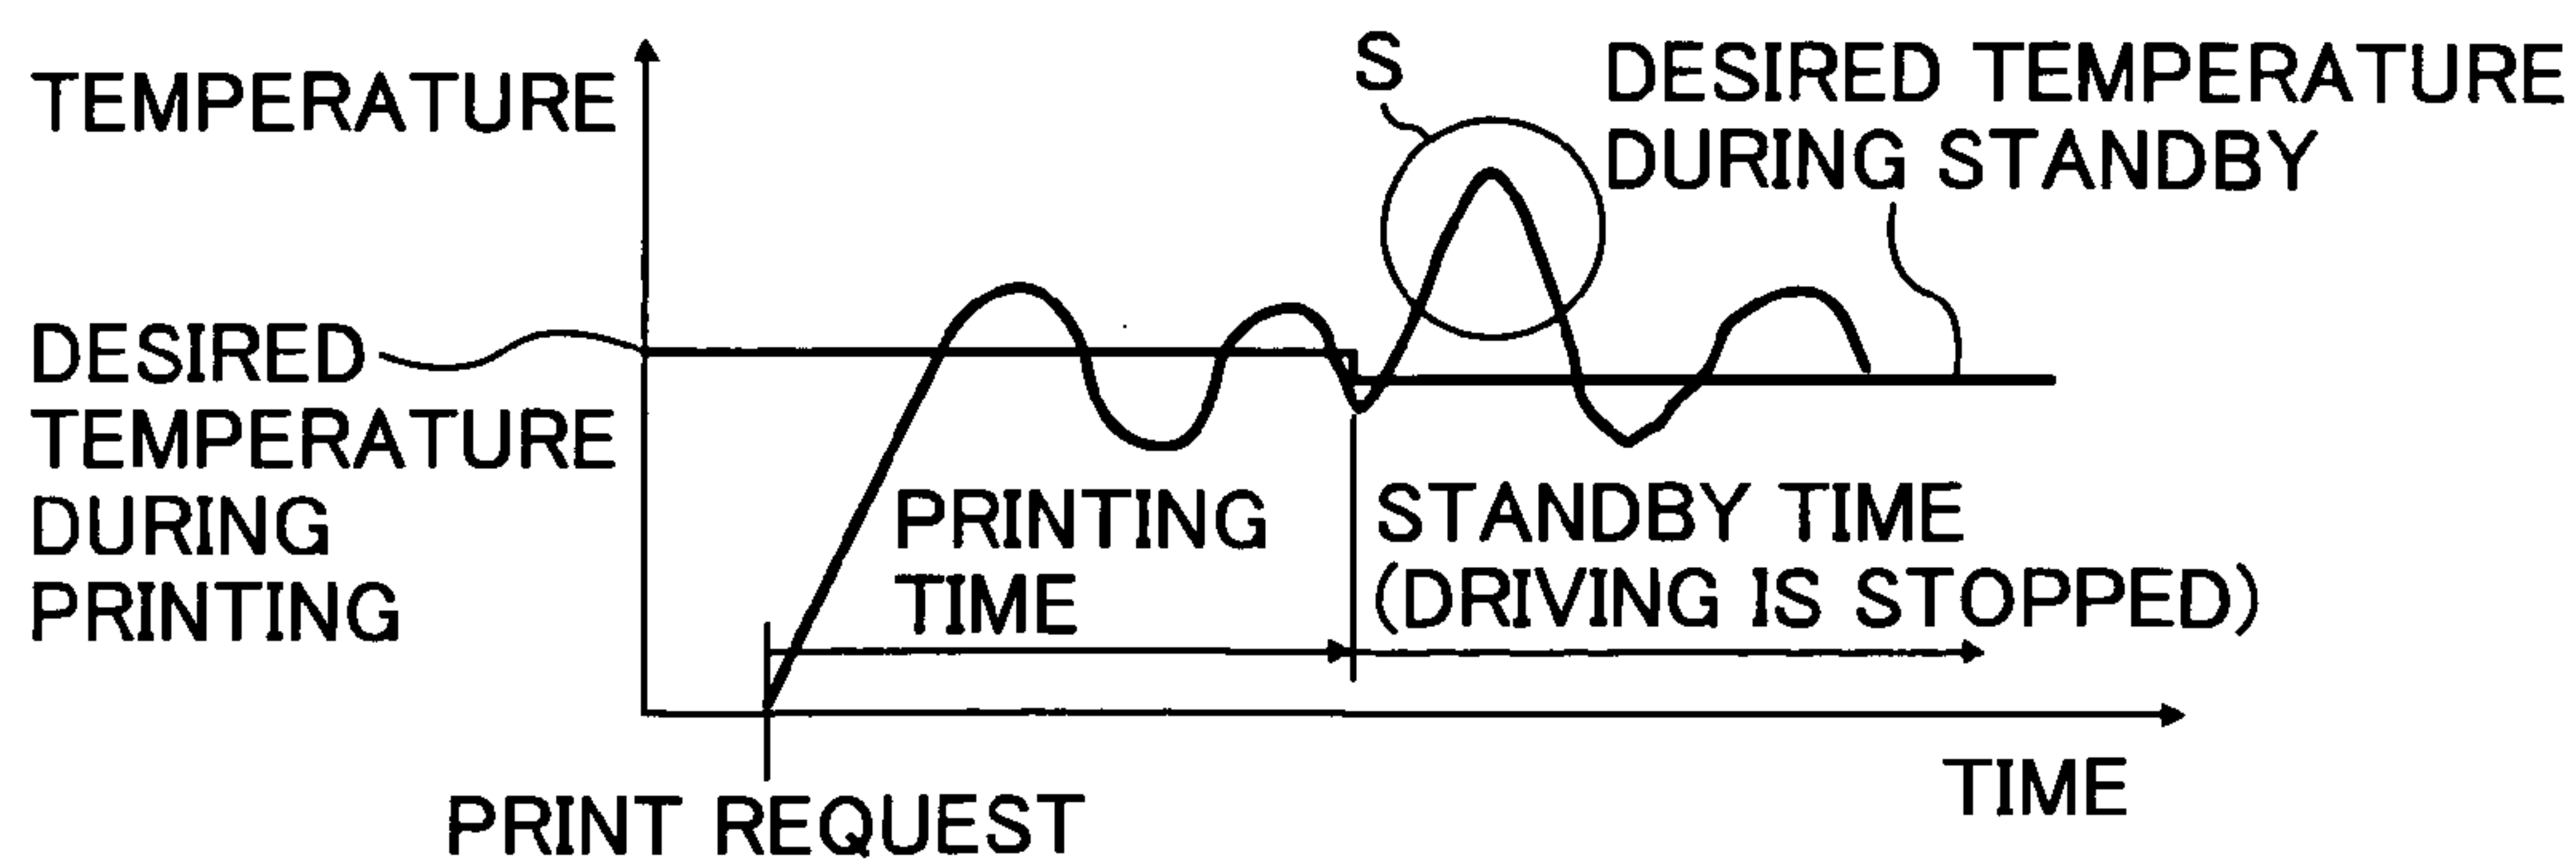 TEMPERATURE
S
DESIRED TEMPERATURE
DURING STANDBY
DESIRED
TEMPERATURE
DURING
PRINTING
PRINTING
TIME
STANDBY TIME
(DRIVING IS STOPPED)
TIME
PRINT REQUEST